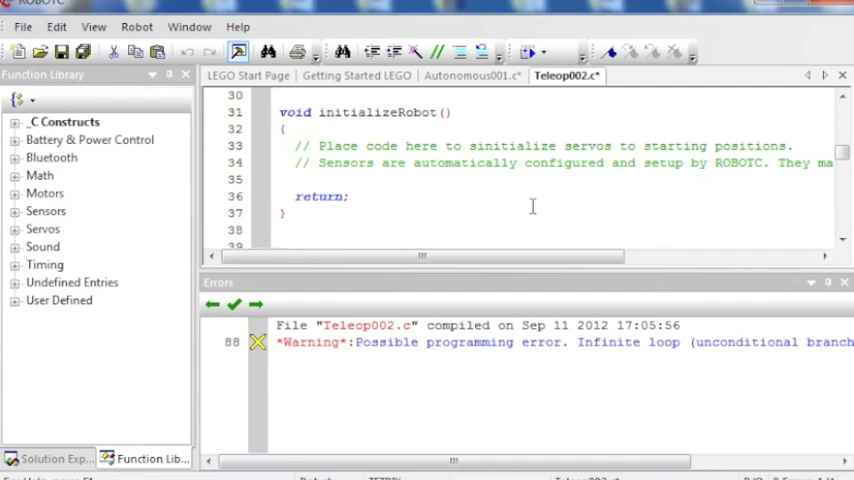 ROBOTC
File Edit View Robot Window Help
Function Library
LEGO Start Page Getting Started LEGO Autonomous001.c* Teleop002.c*
_C Constructs
Battery & Power Control
Bluetooth
Math
Motors
Sensors
Servos
Sound
Timing
Undefined Entries
User Defined
Solution Exp... Function Lib...
30
31 void initializeRobot()
32 {
33 // Place code here to sinitialize servos to starting positions.
34 // Sensors are automatically configured and setup by ROBOTC. They ma
35
36 return;
37 }
38
Errors
File "Teleop002.c" compiled on Sep 11 2012 17:05:56
88 *Warning*:Possible programming error. Infinite loop (unconditional branch